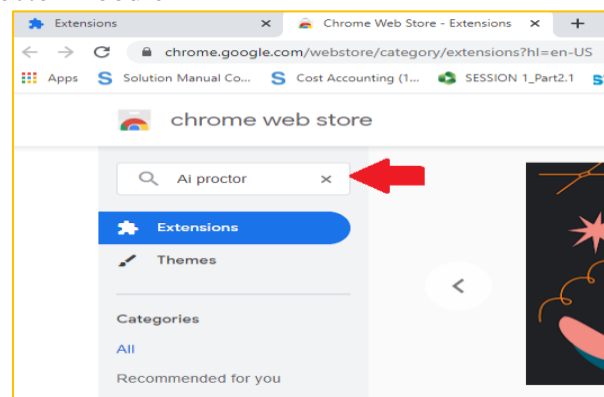 Extensions
Chrome Web Store - Extensions
chrome.google.com/webstore/category/extensions?hl=en-US
Apps
Solution Manual Co...
Cost Accounting (1...
SESSION 1_Part2.1
chrome web store
Ai proctor
Extensions
Themes
Categories
All
Recommended for you